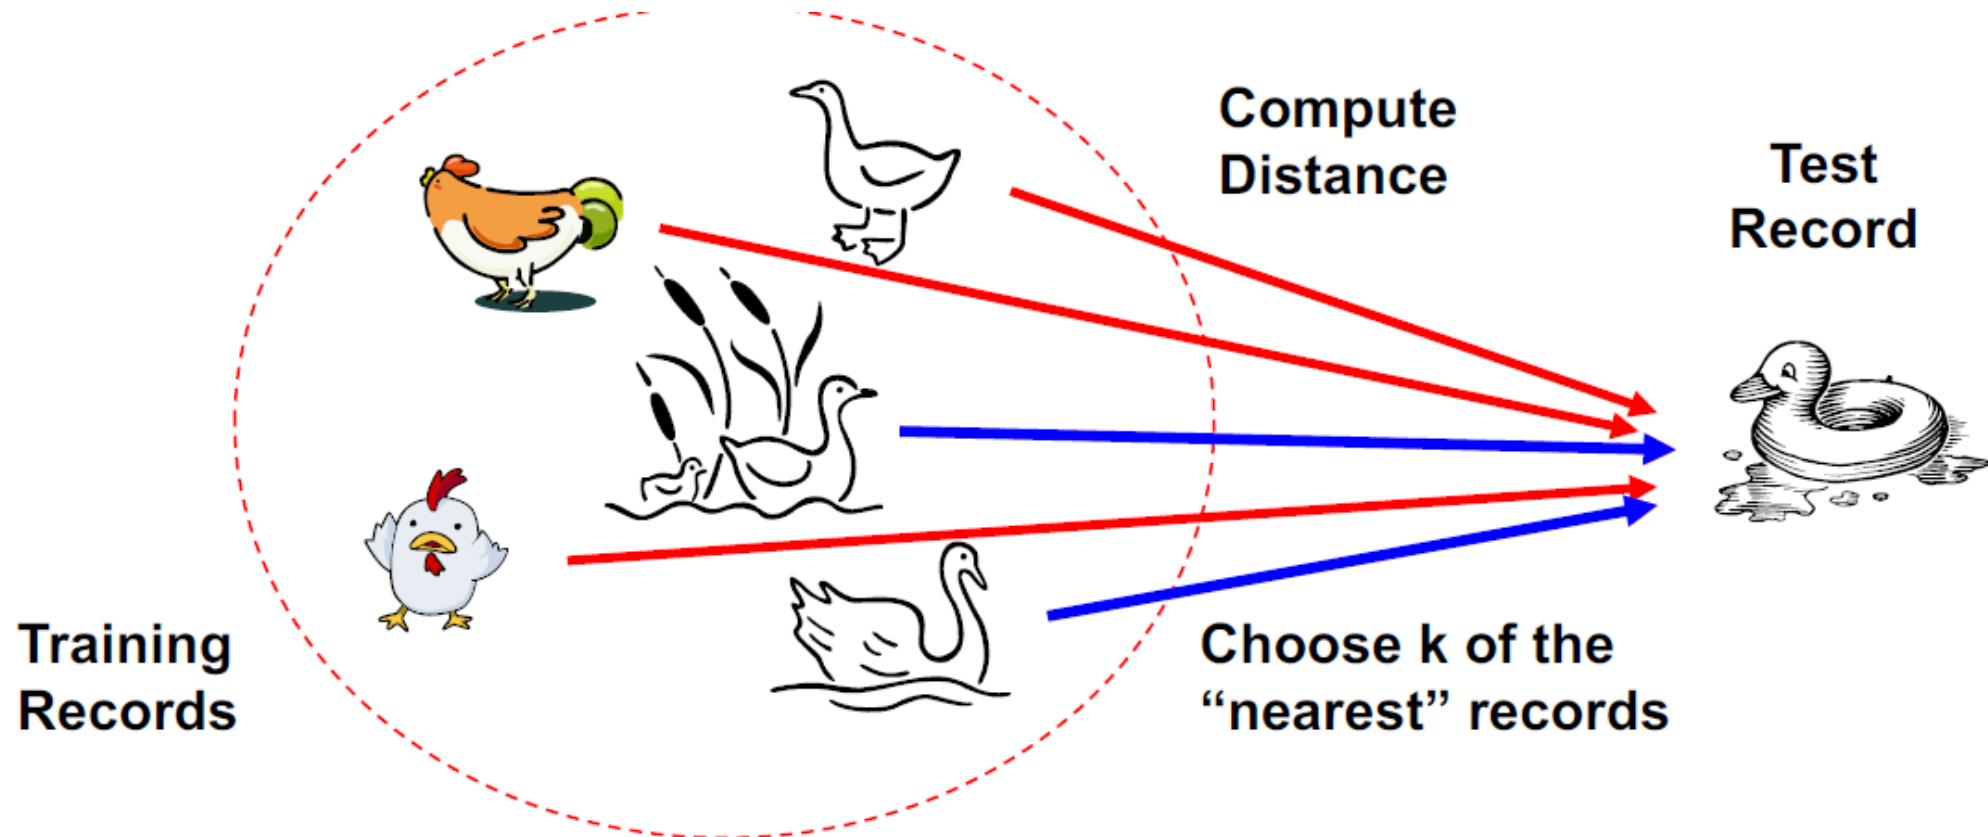 Compute
Distance
Test
Record
Training
Records
Choose k of the
“nearest” records